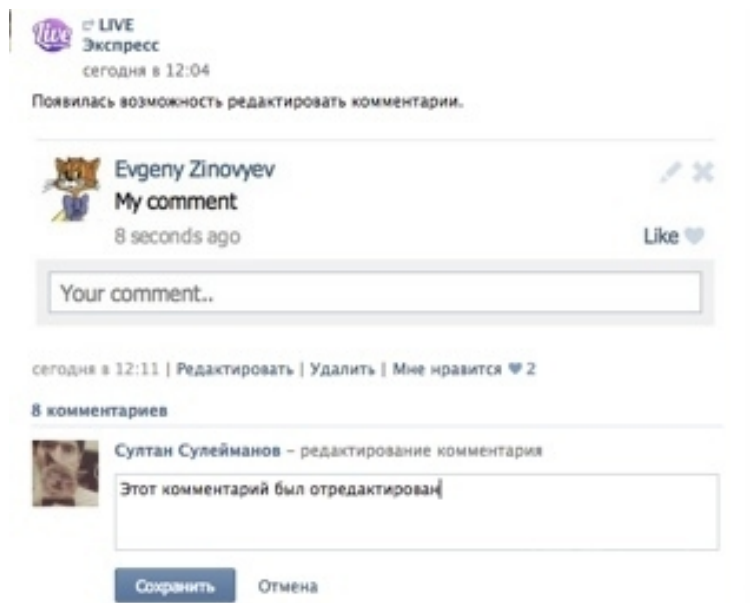 Live LIVE
Экспресс
сегодня в 12:04
Появилась возможность редактировать комментарии.
Evgeny Zinovyev
My comment
8 seconds ago Like
Your comment..
сегодня в 12:11 | Редактировать | Удалить | Мне нравится 2
8 комментариев
Султан Сулейманов – редактирование комментария
Этот комментарий был отредактирован
Сохранить Отмена